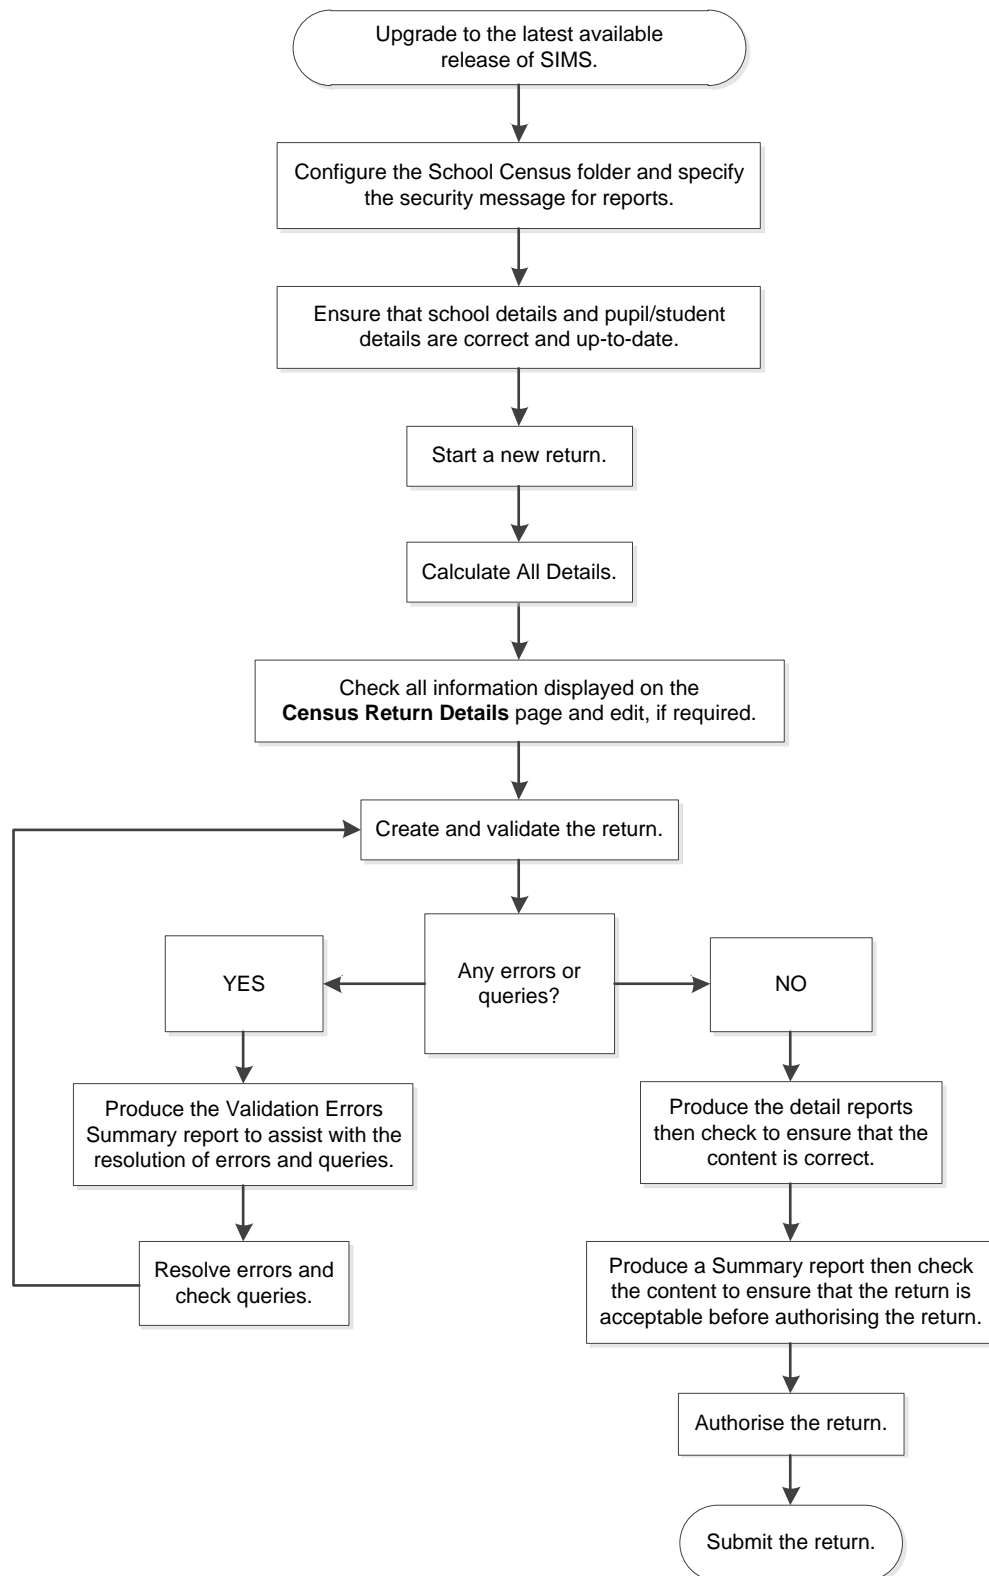 Upgrade to the latest available
release of SIMS.
Configure the School Census folder and specify
the security message for reports.
Ensure that school details and pupil/student
details are correct and up-to-date.
Start a new return.
Calculate All Details.
Check all information displayed on the
Census Return Details page and edit, if required.
Create and validate the return.
Any errors or
queries?
YES
NO
Produce the Validation Errors
Summary report to assist with the
resolution of errors and queries.
Resolve errors and
check queries.
Produce the detail reports
then check to ensure that the
content is correct.
Produce a Summary report then check
the content to ensure that the return is
acceptable before authorising the return.
Authorise the return.
Submit the return.